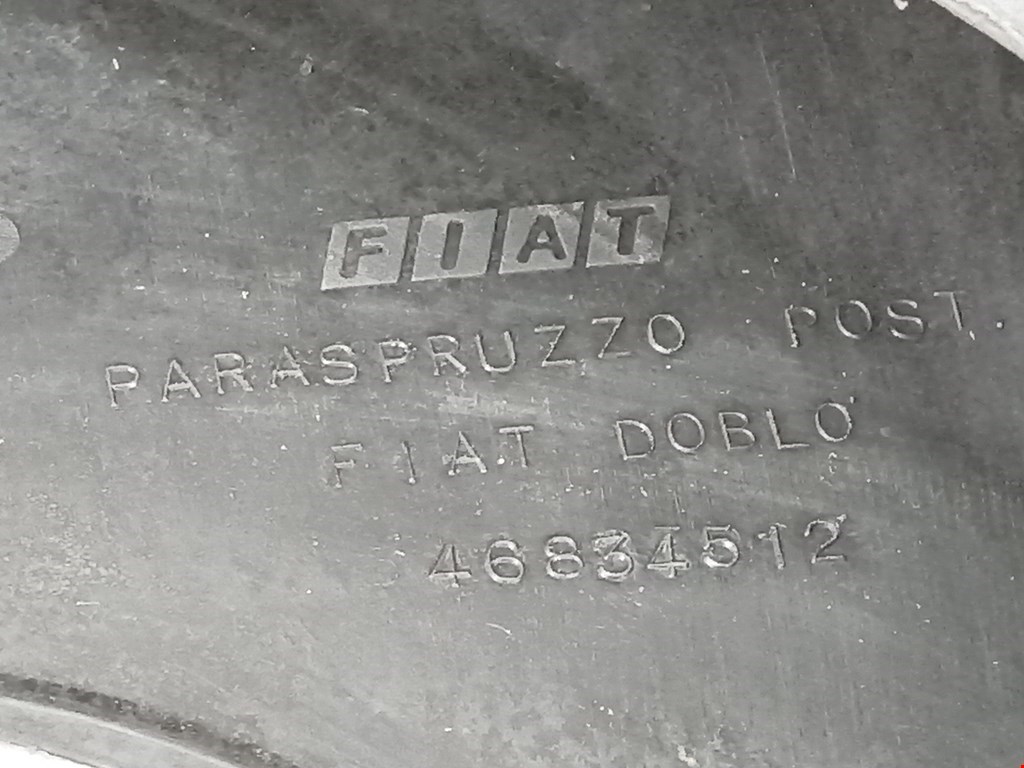 FIAT
PARASPRUZZO POST.
FIAT DOBLO'
46834512